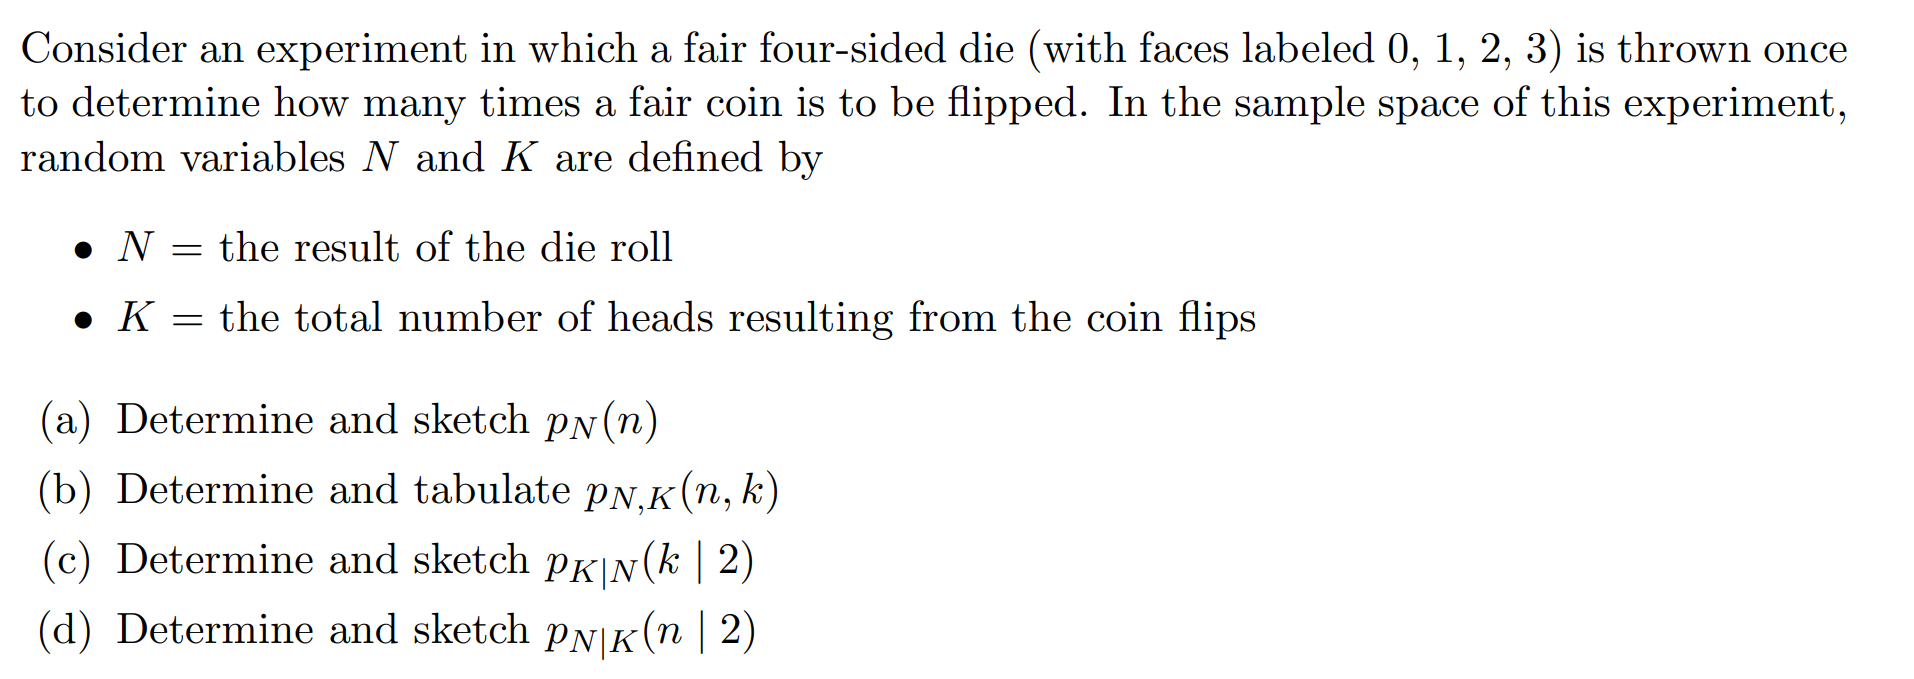 Consider an experiment in which a fair four-sided die (with faces labeled 0, 1, 2, 3) is thrown once
to determine how many times a fair coin is to be flipped. In the sample space of this experiment,
random variables N and K are defined by
• N = the result of the die roll
• K = the total number of heads resulting from the coin flips
(a) Determine and sketch p_N(n)
(b) Determine and tabulate p_{N,K}(n, k)
(c) Determine and sketch p_{K|N}(k | 2)
(d) Determine and sketch p_{N|K}(n | 2)